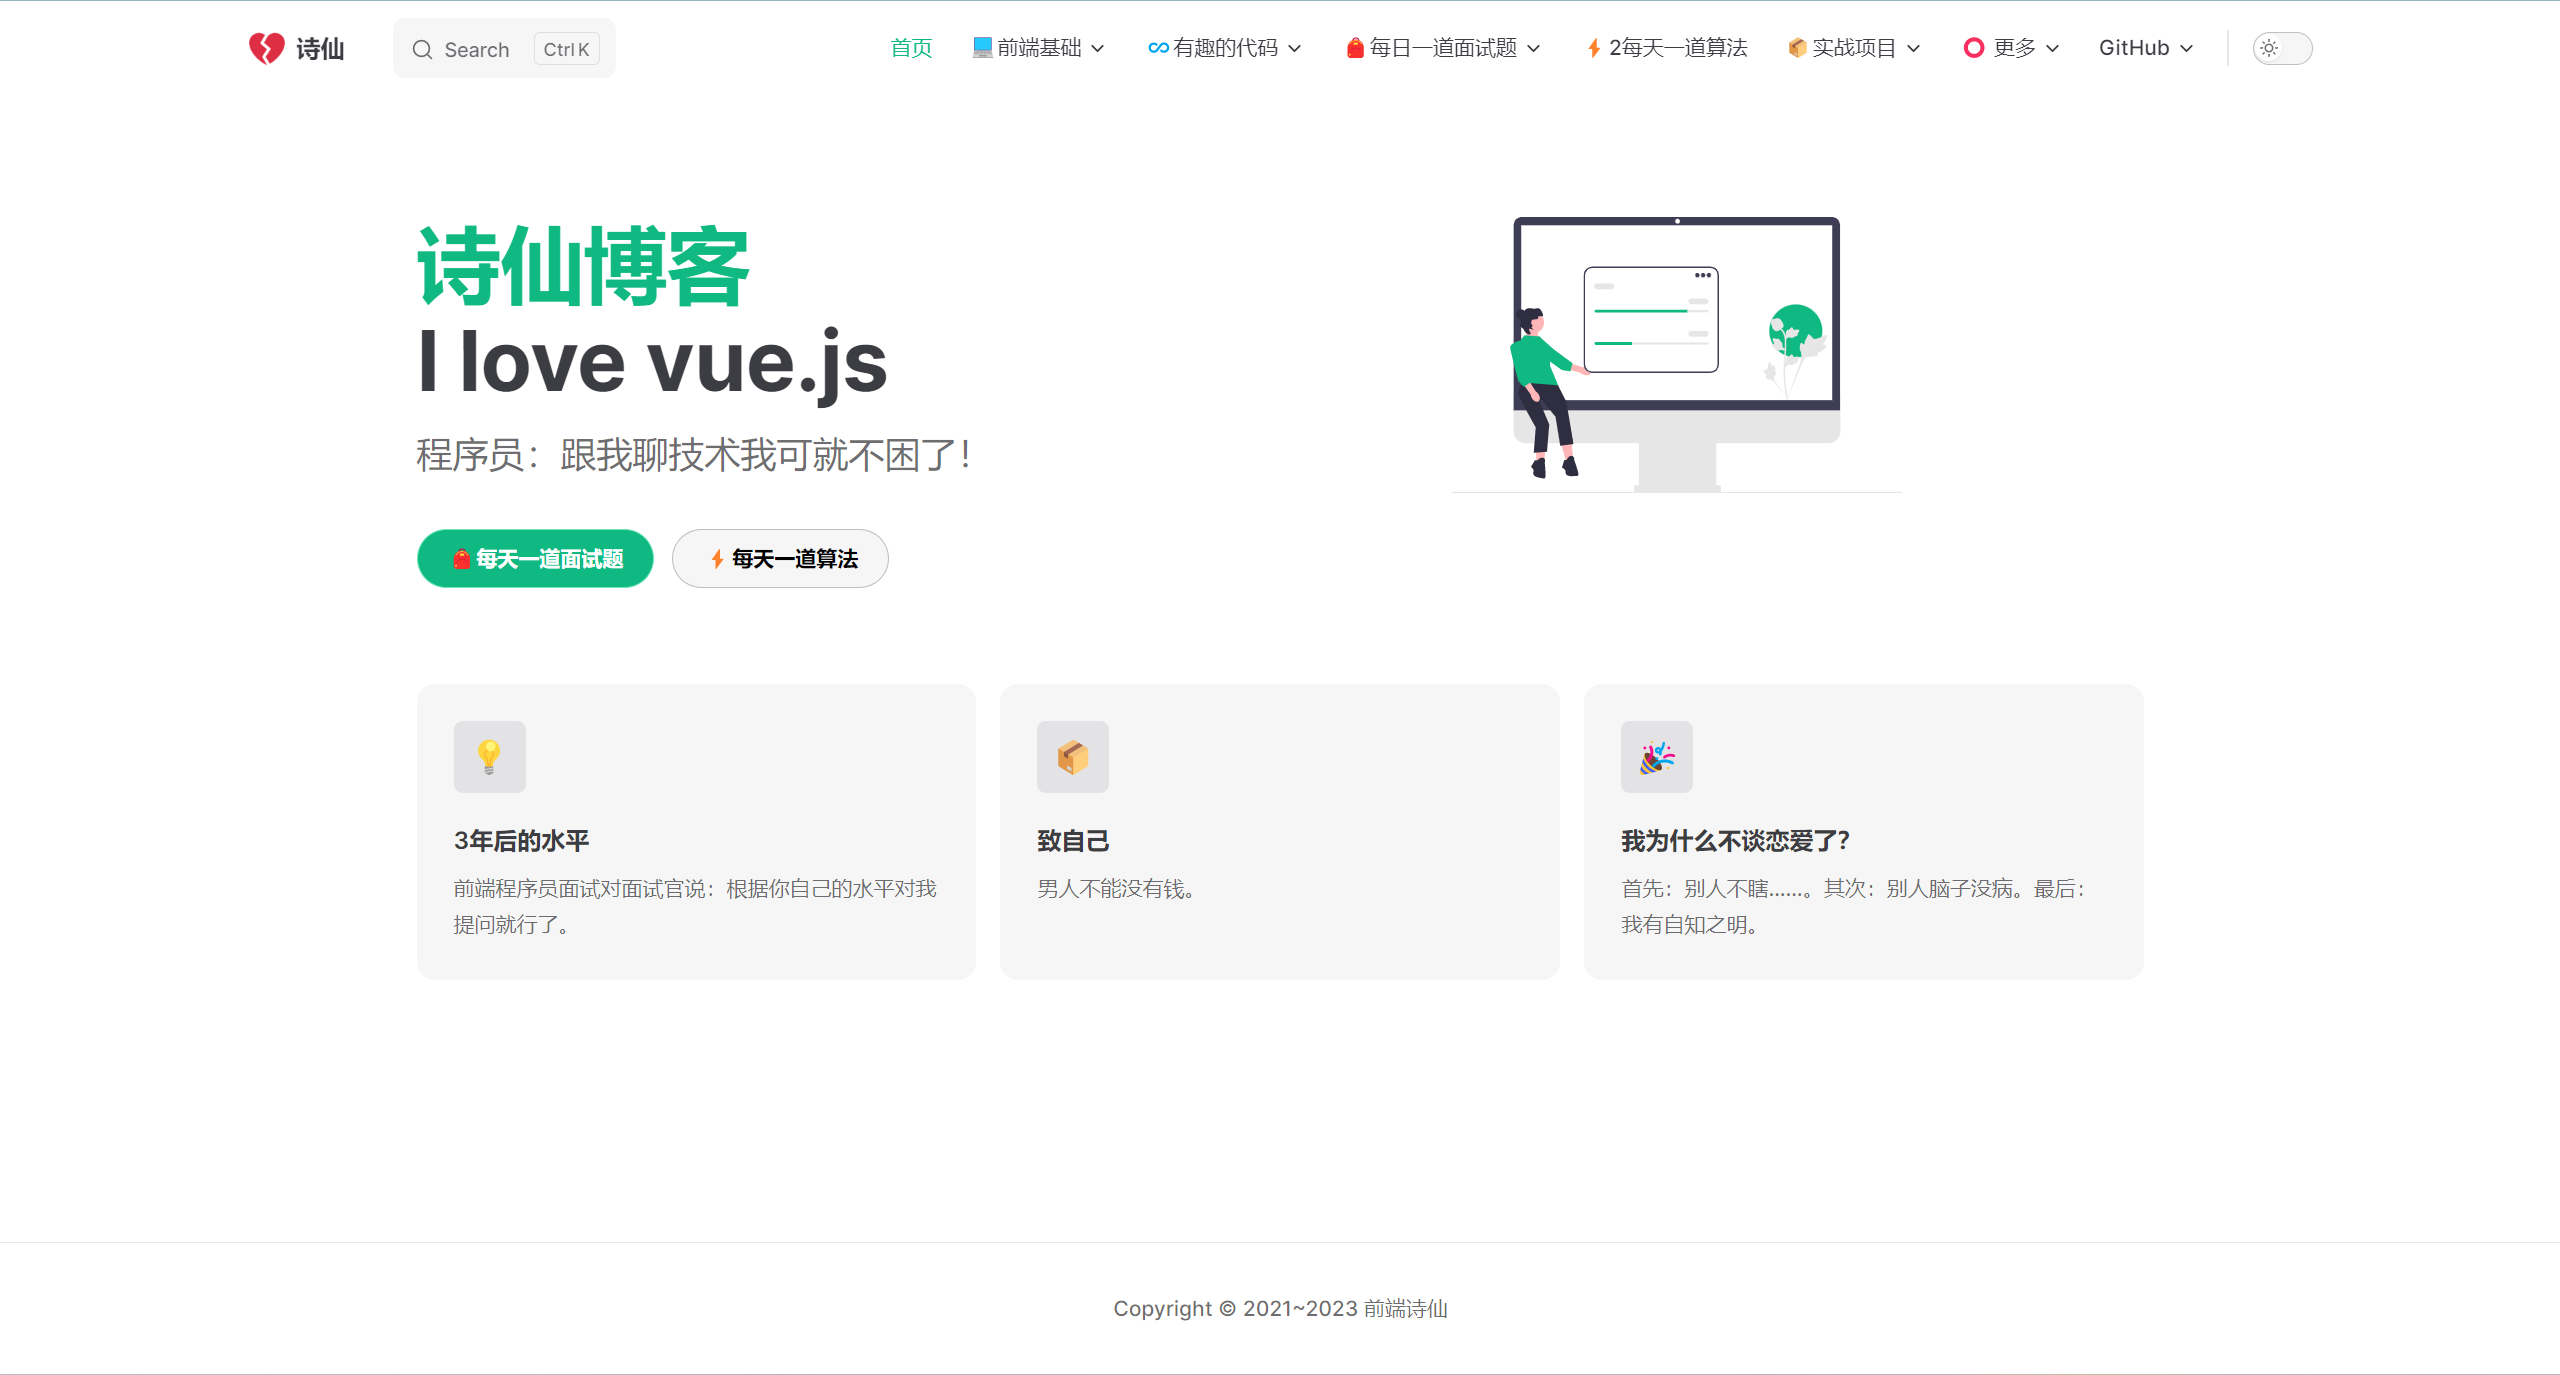 诗仙
Search Ctrl K
首页 前端基础 有趣的代码 每日一道面试题 2每天一道算法 实战项目 更多 GitHub
诗仙博客
I love vue.js
程序员：跟我聊技术我可就不困了！
每天一道面试题 每天一道算法
3年后的水平
前端程序员面试对面试官说：根据你自己的水平对我
提问就行了。
致自己
男人不能没有钱。
我为什么不谈恋爱了？
首先：别人不瞎......。其次：别人脑子没病。最后：
我有自知之明。
Copyright © 2021~2023 前端诗仙